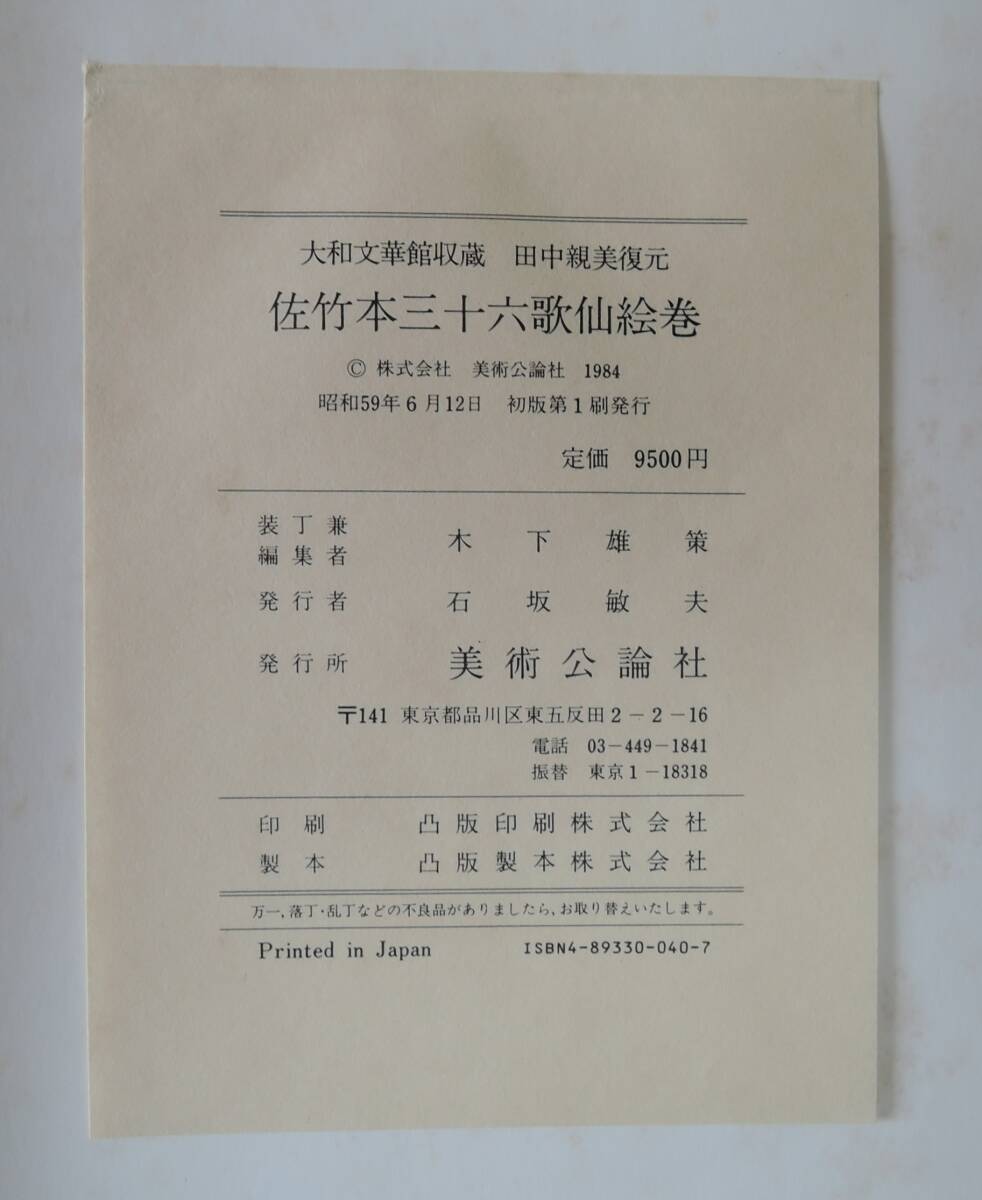 大和文華館収蔵　田中親美復元
佐竹本三十六歌仙絵巻
© 株式会社　美術公論社　1984
昭和59年6月12日　初版第1刷発行
定価　9500円
装丁兼
編集者　木下雄策
発行者　石坂敏夫
発行所　美術公論社
〒141 東京都品川区東五反田2−2−16
電話　03−449−1841
振替　東京1−18318
印刷　凸版印刷株式会社
製本　凸版製本株式会社
万一,落丁・乱丁などの不良品がありましたら,お取り替えいたします。
Printed in Japan　ISBN4-89330-040-7